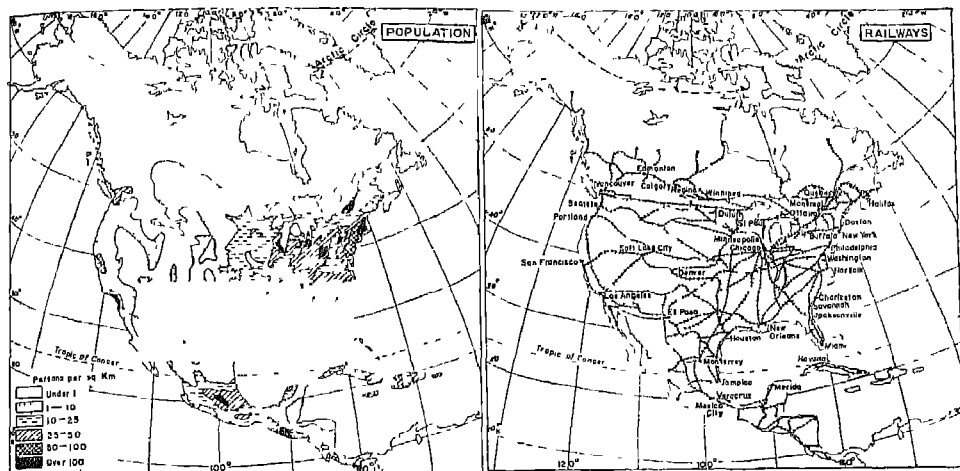 POPULATION
Arctic Circle
Tropic of Cancer
Persons per sq Km
Under 1
1-10
10-25
25-50
50-100
Over 100
100°
RAILWAYS
Arctic Circle
Edmonton
Vancouver
Calgary
Regina
Winnipeg
Quebec
Montreal
Ottawa
Halifax
Seattle
Portland
Duluth
St Paul
Boston
Buffalo
New York
Minneapolis
Chicago
Philadelphia
Washington
Norfolk
Salt Lake City
San Francisco
Denver
Los Angeles
El Paso
Charleston
Savannah
Jacksonville
New Orleans
Houston
Miami
Tropic of Cancer
Monterrey
Havana
Tampico
Merida
Veracruz
Mexico City
120°
100°
80°